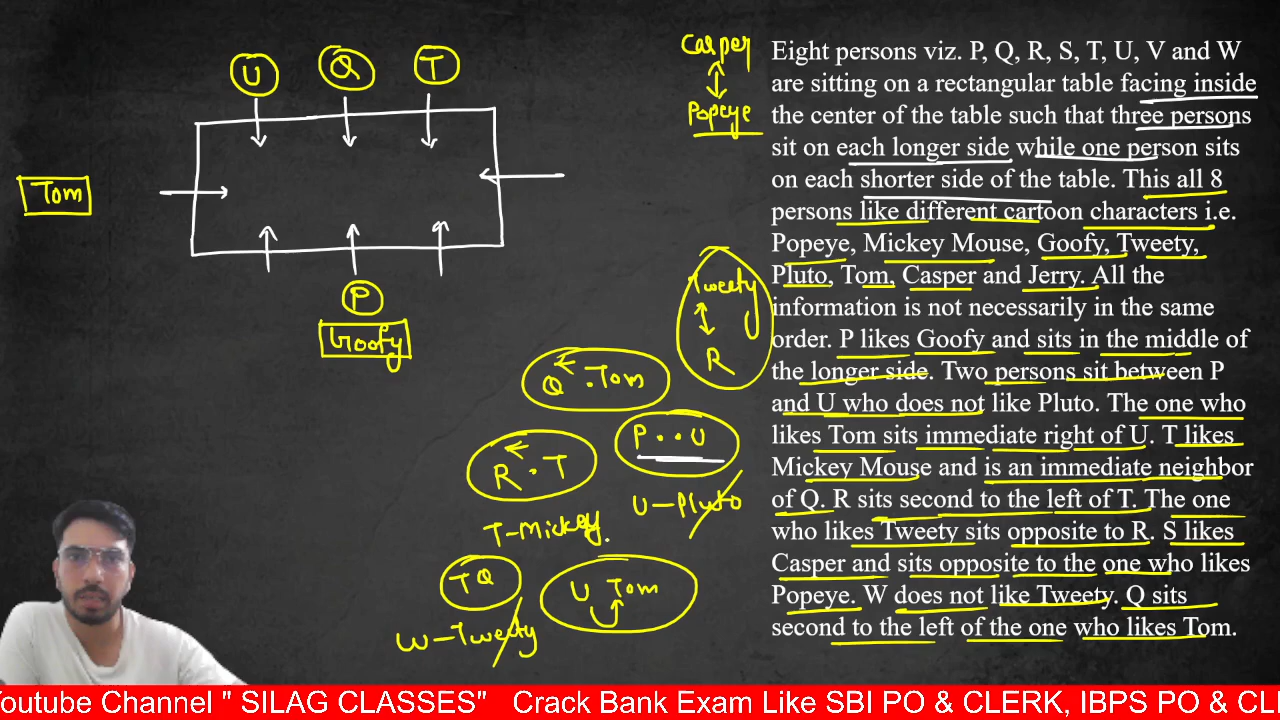 Eight persons viz. P, Q, R, S, T, U, V and W
are sitting on a rectangular table facing inside
the center of the table such that three persons
sit on each longer side while one person sits
on each shorter side of the table. This all 8
persons like different cartoon characters i.e.
Popeye, Mickey Mouse, Goofy, Tweety,
Pluto, Tom, Casper and Jerry. All the
information is not necessarily in the same
order. P likes Goofy and sits in the middle of
the longer side. Two persons sit between P
and U who does not like Pluto. The one who
likes Tom sits immediate right of U. T likes
Mickey Mouse and is an immediate neighbor
of Q. R sits second to the left of T. The one
who likes Tweety sits opposite to R. S likes
Casper and sits opposite to the one who likes
Popeye. W does not like Tweety. Q sits
second to the left of the one who likes Tom.
Casper
Popeye
U Q T
Tom
P
Goofy
Tweety
R
Q . Tom
P . . U
R . T
U - Pluto
T - Mickey.
T Q
U Tom
W - Tweety
Youtube Channel " SILAG CLASSES" Crack Bank Exam Like SBI PO & CLERK, IBPS PO & CL